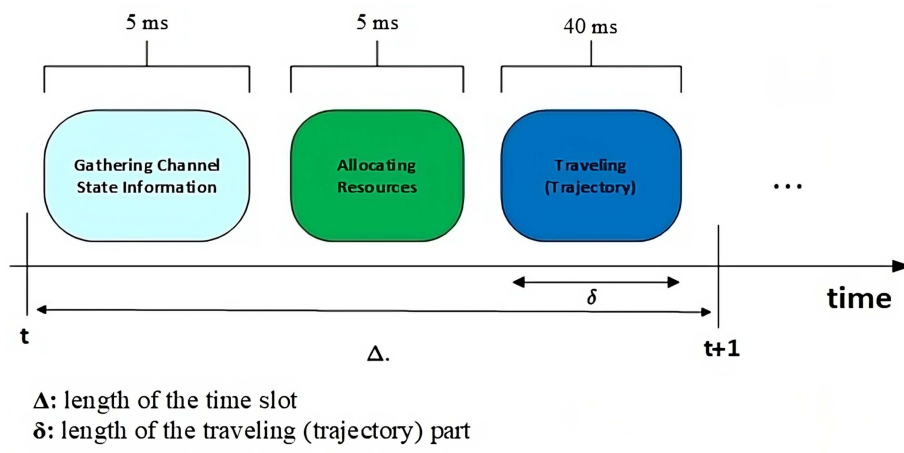 5 ms
5 ms
40 ms
Gathering Channel
State Information
Allocating
Resources
Traveling
(Trajectory)
...
δ
time
t
t+1
Δ.
Δ: length of the time slot
δ: length of the traveling (trajectory) part